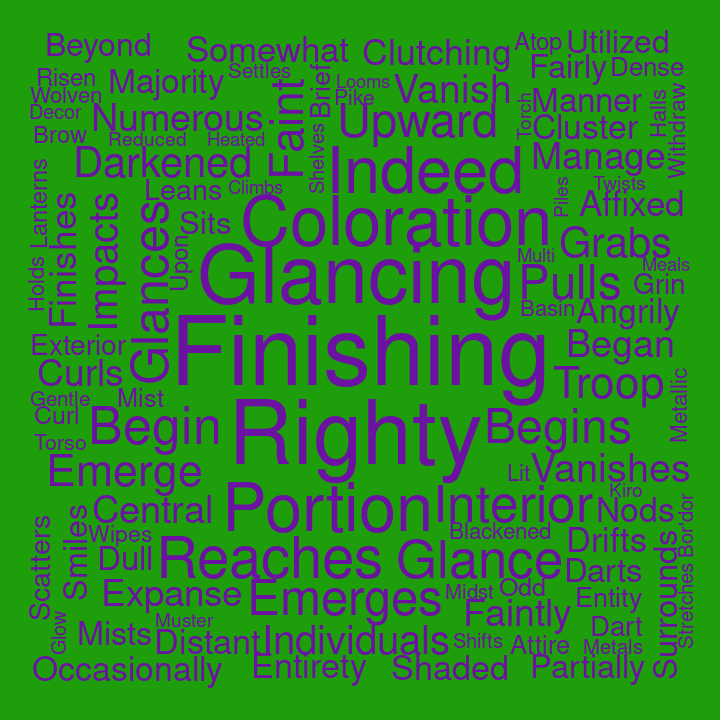 Beyond
Somewhat
Clutching
Atop
Utilized
Risen
Majority
Settles
Faint
Brief
Looms
Vanish
Fairly
Dense
Wolven
Pike
Manner
Halls
Withdraw
Decor
Numerous
Upward
Torch
Cluster
Brow
Reduced
Heated
Shelves
Darkened
Indeed
Manage
Leans
Climbs
Piles
Twists
Affixed
Holds
Lanterns
Finishes
Impacts
Glances
Sits
Upon
Coloration
Grabs
Glancing
Multi
Meals
Pulls
Grin
Basin
Angrily
Exterior
Finishing
Began
Curls
Troop
Metallic
Gentle
Mist
Curl
Begin
Righty
Begins
Torso
Emerge
Lit
Vanishes
Kiro
Central
Portion
Interior
Nods
Bor'dor
Scatters
Smiles
Wipes
Blackened
Drifts
Dull
Reaches
Glance
Darts
Surrounds
Stretches
Expanse
Emerges
Midst
Odd
Entity
Faintly
Glow
Mists
Muster
Dart
Distant
Individuals
Shifts
Attire
Metals
Occasionally
Entirety
Shaded
Partially